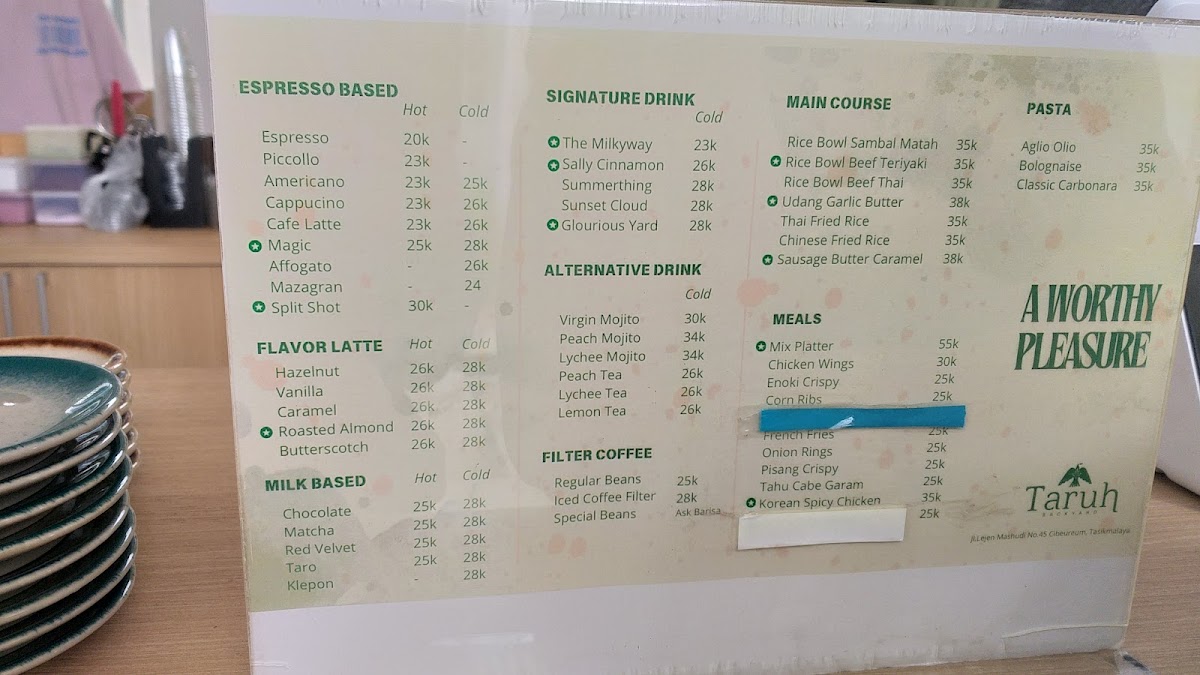 ESPRESSO BASED
Hot Cold
Espresso 20k -
Piccollo 23k -
Americano 23k 25k
Cappucino 23k 26k
Cafe Latte 23k 26k
Magic 25k 28k
Affogato - 26k
Mazagran - 24
Split Shot 30k -
FLAVOR LATTE Hot Cold
Hazelnut 26k 28k
Vanilla 26k 28k
Caramel 26k 28k
Roasted Almond 26k 28k
Butterscotch 26k 28k
MILK BASED Hot Cold
Chocolate 25k 28k
Matcha 25k 28k
Red Velvet 25k 28k
Taro 25k 28k
Klepon - 28k
SIGNATURE DRINK
Cold
The Milkyway 23k
Sally Cinnamon 26k
Summerthing 28k
Sunset Cloud 28k
Glourious Yard 28k
ALTERNATIVE DRINK
Cold
Virgin Mojito 30k
Peach Mojito 34k
Lychee Mojito 34k
Peach Tea 26k
Lychee Tea 26k
Lemon Tea 26k
FILTER COFFEE
Regular Beans 25k
Iced Coffee Filter 28k
Special Beans Ask Barisa
MAIN COURSE
Rice Bowl Sambal Matah 35k
Rice Bowl Beef Teriyaki 35k
Rice Bowl Beef Thai 35k
Udang Garlic Butter 38k
Thai Fried Rice 35k
Chinese Fried Rice 35k
Sausage Butter Caramel 38k
MEALS
Mix Platter 55k
Chicken Wings 30k
Enoki Crispy 25k
Corn Ribs 25k
French Fries 25k
Onion Rings 25k
Pisang Crispy 25k
Tahu Cabe Garam 25k
Korean Spicy Chicken 35k
25k
PASTA
Aglio Olio 35k
Bolognaise 35k
Classic Carbonara 35k
A WORTHY
PLEASURE
Taruh
Jl.Lejen Mashudi No.45 Cibeureum, Tasikmalaya